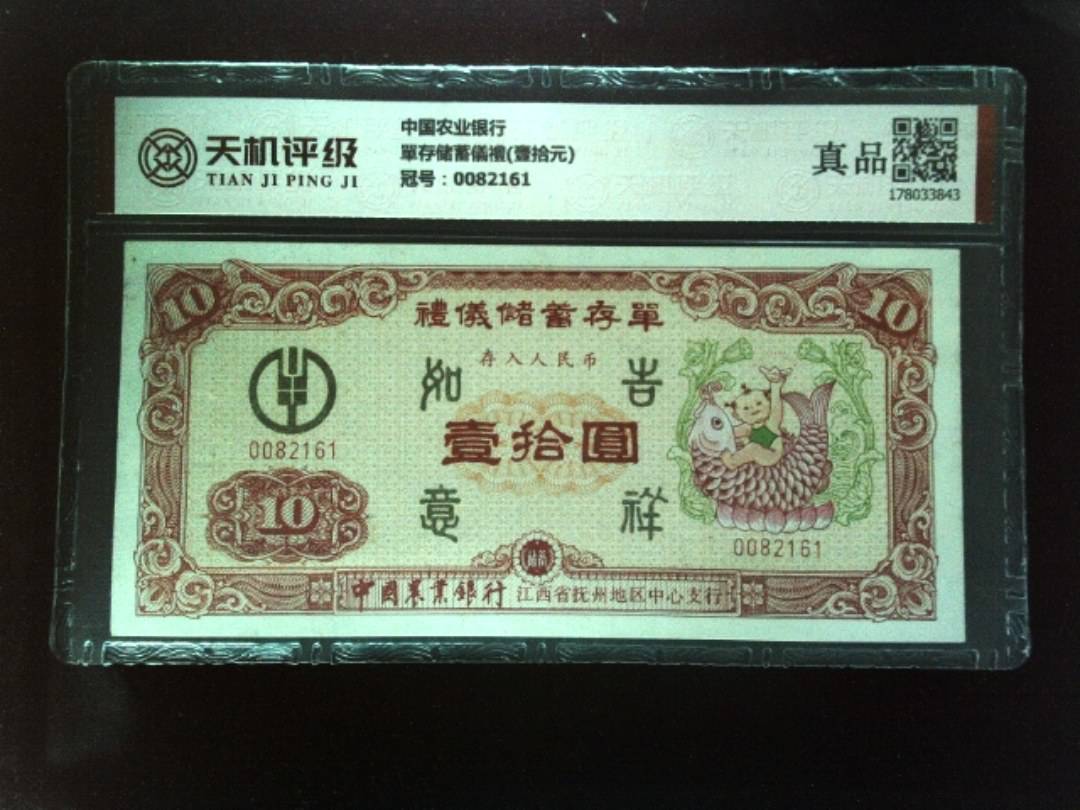 天机评级
TIAN JI PING JI
中国农业银行
單存储蓄儀禮(壹拾元)
冠号：0082161
真品
178033843
10
10
禮儀儲蓄存單
存入人民币
如
吉
0082161
壹拾圓
10
意
祥
0082161
中国農業銀行 江西省抚州地区中心支行